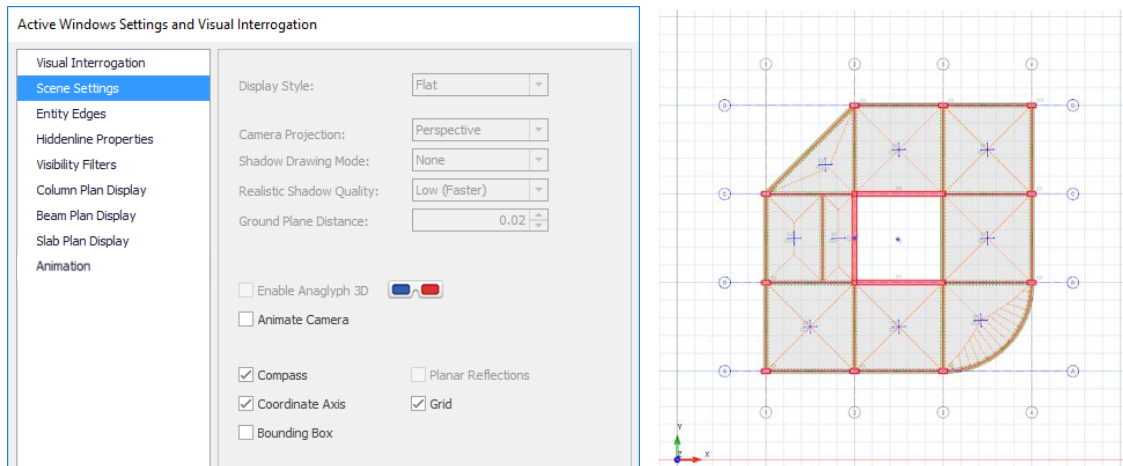 Active Windows Settings and Visual Interrogation
Visual Interrogation
Scene Settings
Entity Edges
Hiddenline Properties
Visibility Filters
Column Plan Display
Beam Plan Display
Slab Plan Display
Animation
Display Style: Flat
Camera Projection: Perspective
Shadow Drawing Mode: None
Realistic Shadow Quality: Low (Faster)
Ground Plane Distance: 0.02
Enable Anaglyph 3D
Animate Camera
Compass Planar Reflections
Coordinate Axis Grid
Bounding Box
1 2 3 4
D D
C C
B B
A A
1 2 3 4
Y
Z X